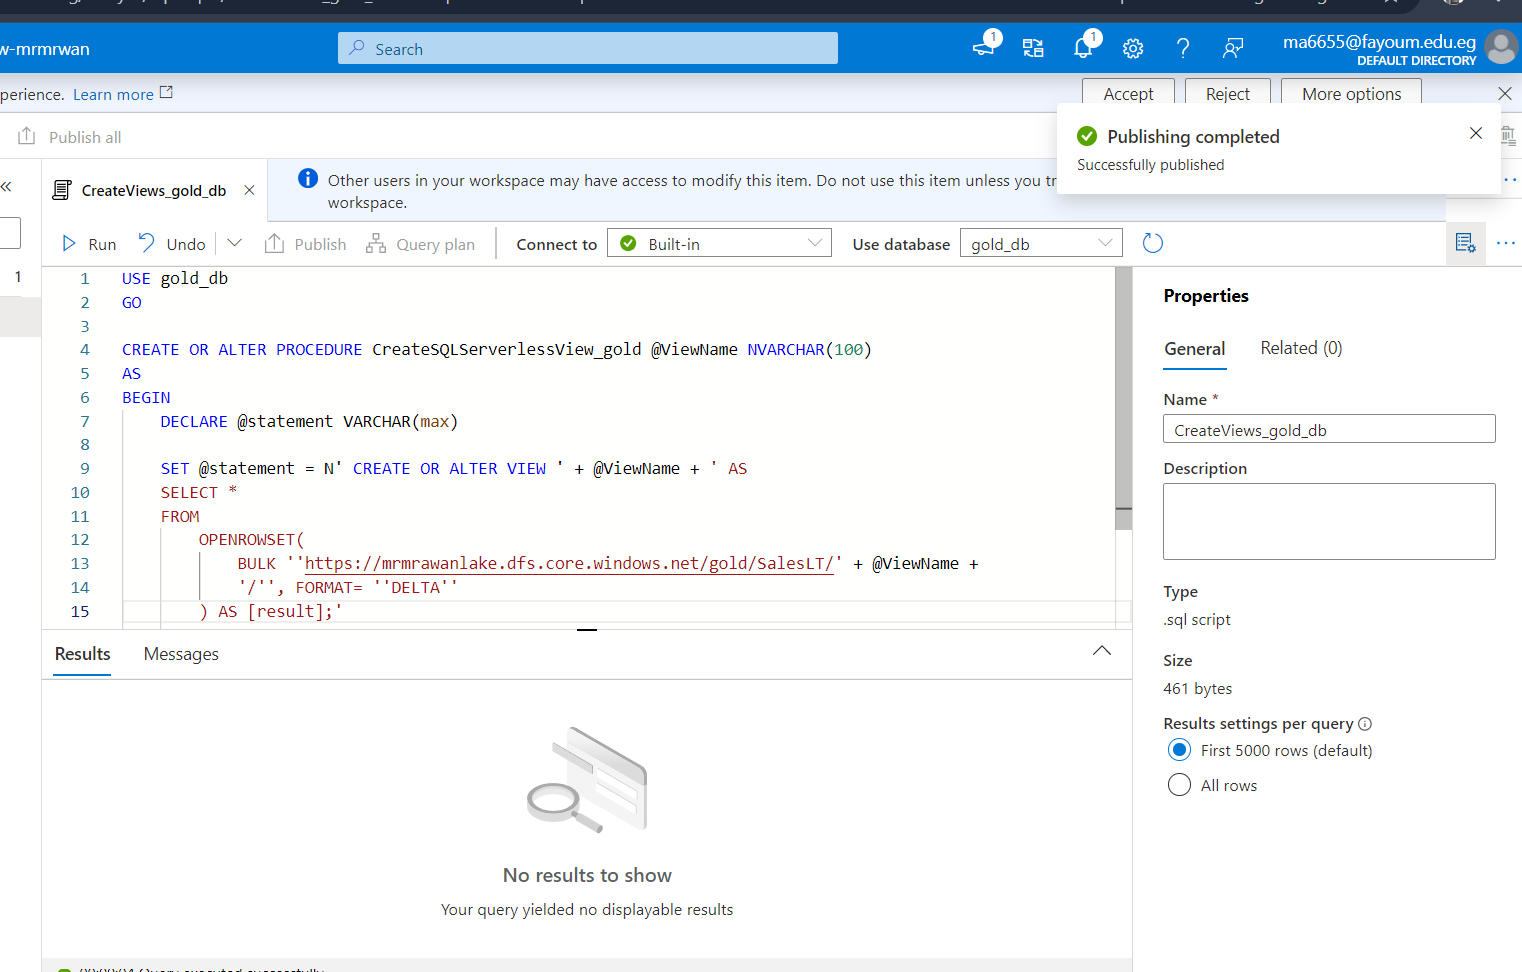 w-mrmrwan
Search
1
1
ma6655@fayoum.edu.eg
DEFAULT DIRECTORY
perience. Learn more
Accept
Reject
More options
Publish all
Publishing completed
Successfully published
CreateViews_gold_db
Other users in your workspace may have access to modify this item. Do not use this item unless you tr
workspace.
Run
Undo
Publish
Query plan
Connect to
Built-in
Use database
gold_db
1
1 USE gold_db
2 GO
3
4 CREATE OR ALTER PROCEDURE CreateSQLServerlessView_gold @ViewName NVARCHAR(100)
5 AS
6 BEGIN
7 DECLARE @statement VARCHAR(max)
8
9 SET @statement = N' CREATE OR ALTER VIEW ' + @ViewName + ' AS
10 SELECT *
11 FROM
12 OPENROWSET(
13 BULK ''https://mrmrawanlake.dfs.core.windows.net/gold/SalesLT/' + @ViewName +
14 '/'', FORMAT= ''DELTA''
15 ) AS [result];'
Results
Messages
No results to show
Your query yielded no displayable results
Properties
General
Related (0)
Name *
CreateViews_gold_db
Description
Type
.sql script
Size
461 bytes
Results settings per query
First 5000 rows (default)
All rows